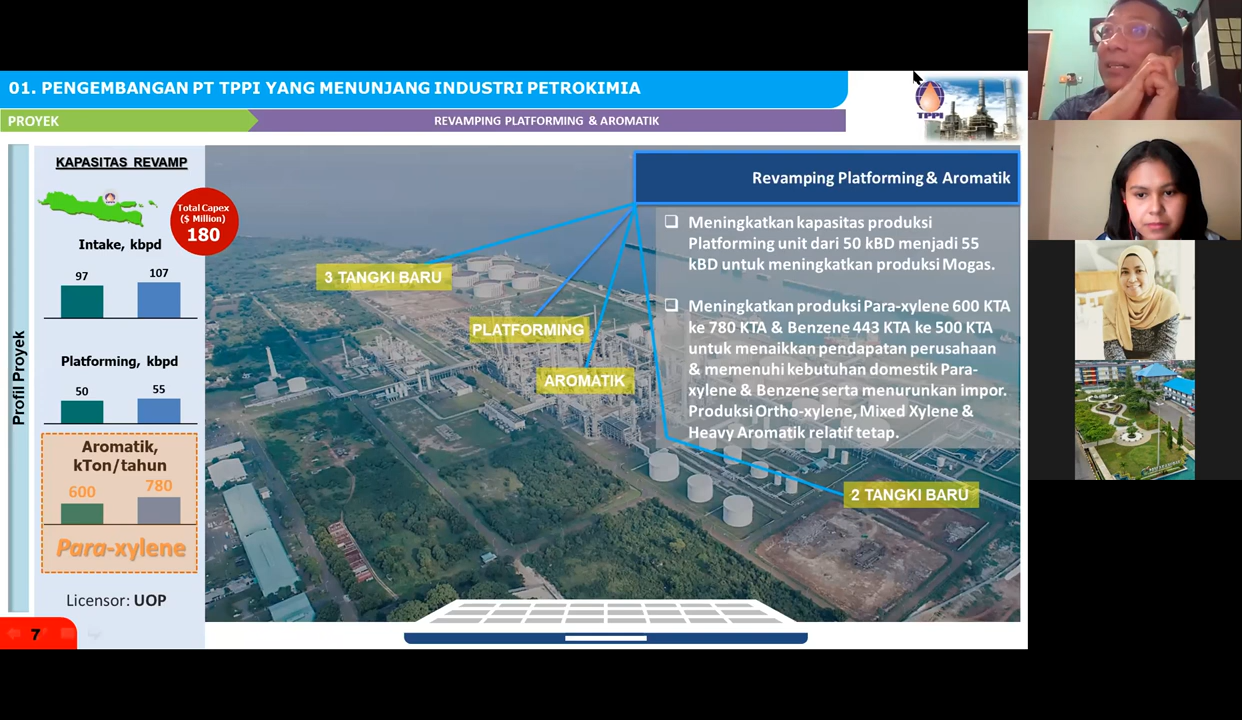 01. PENGEMBANGAN PT TPPI YANG MENUNJANG INDUSTRI PETROKIMIA
PROYEK
REVAMPING PLATFORMING & AROMATIK
TPPI
Profil Proyek
KAPASITAS REVAMP
Total Capex
($ Million)
180
Intake, kbpd
97
107
Platforming, kbpd
50
55
Aromatik,
kTon/tahun
600
780
Para-xylene
Licensor: UOP
7
3 TANGKI BARU
PLATFORMING
AROMATIK
2 TANGKI BARU
Revamping Platforming & Aromatik
❑ Meningkatkan kapasitas produksi
Platforming unit dari 50 kBD menjadi 55
kBD untuk meningkatkan produksi Mogas.
❑ Meningkatkan produksi Para-xylene 600 KTA
ke 780 KTA & Benzene 443 KTA ke 500 KTA
untuk menaikkan pendapatan perusahaan
& memenuhi kebutuhan domestik Para-
xylene & Benzene serta menurunkan impor.
Produksi Ortho-xylene, Mixed Xylene &
Heavy Aromatik relatif tetap.